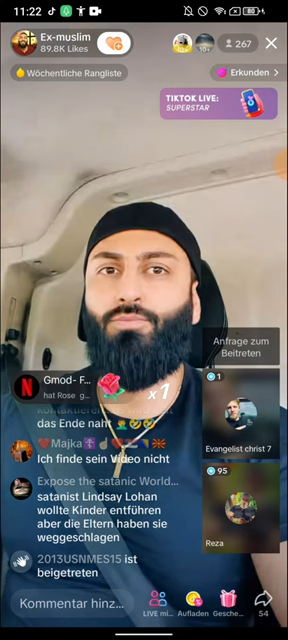 11:22
80
Ex-muslim
89.8K Likes
10+
267
Wöchentliche Rangliste
Erkunden >
TIKTOK LIVE:
SUPERSTAR
Anfrage zum
Beitreten
Gmod- F...
hat Rose g...
x1
das Ende naht
1
Evangelist christ 7
Majka
Ich finde sein Video nicht
95
Reza
Expose the satanic World...
satanist Lindsay Lohan
wollte Kinder entführen
aber die Eltern haben sie
weggeschlagen
2013USNMES15 ist
beigetreten
Kommentar hinz...
LIVE mi...
Aufladen
Gesche...
54